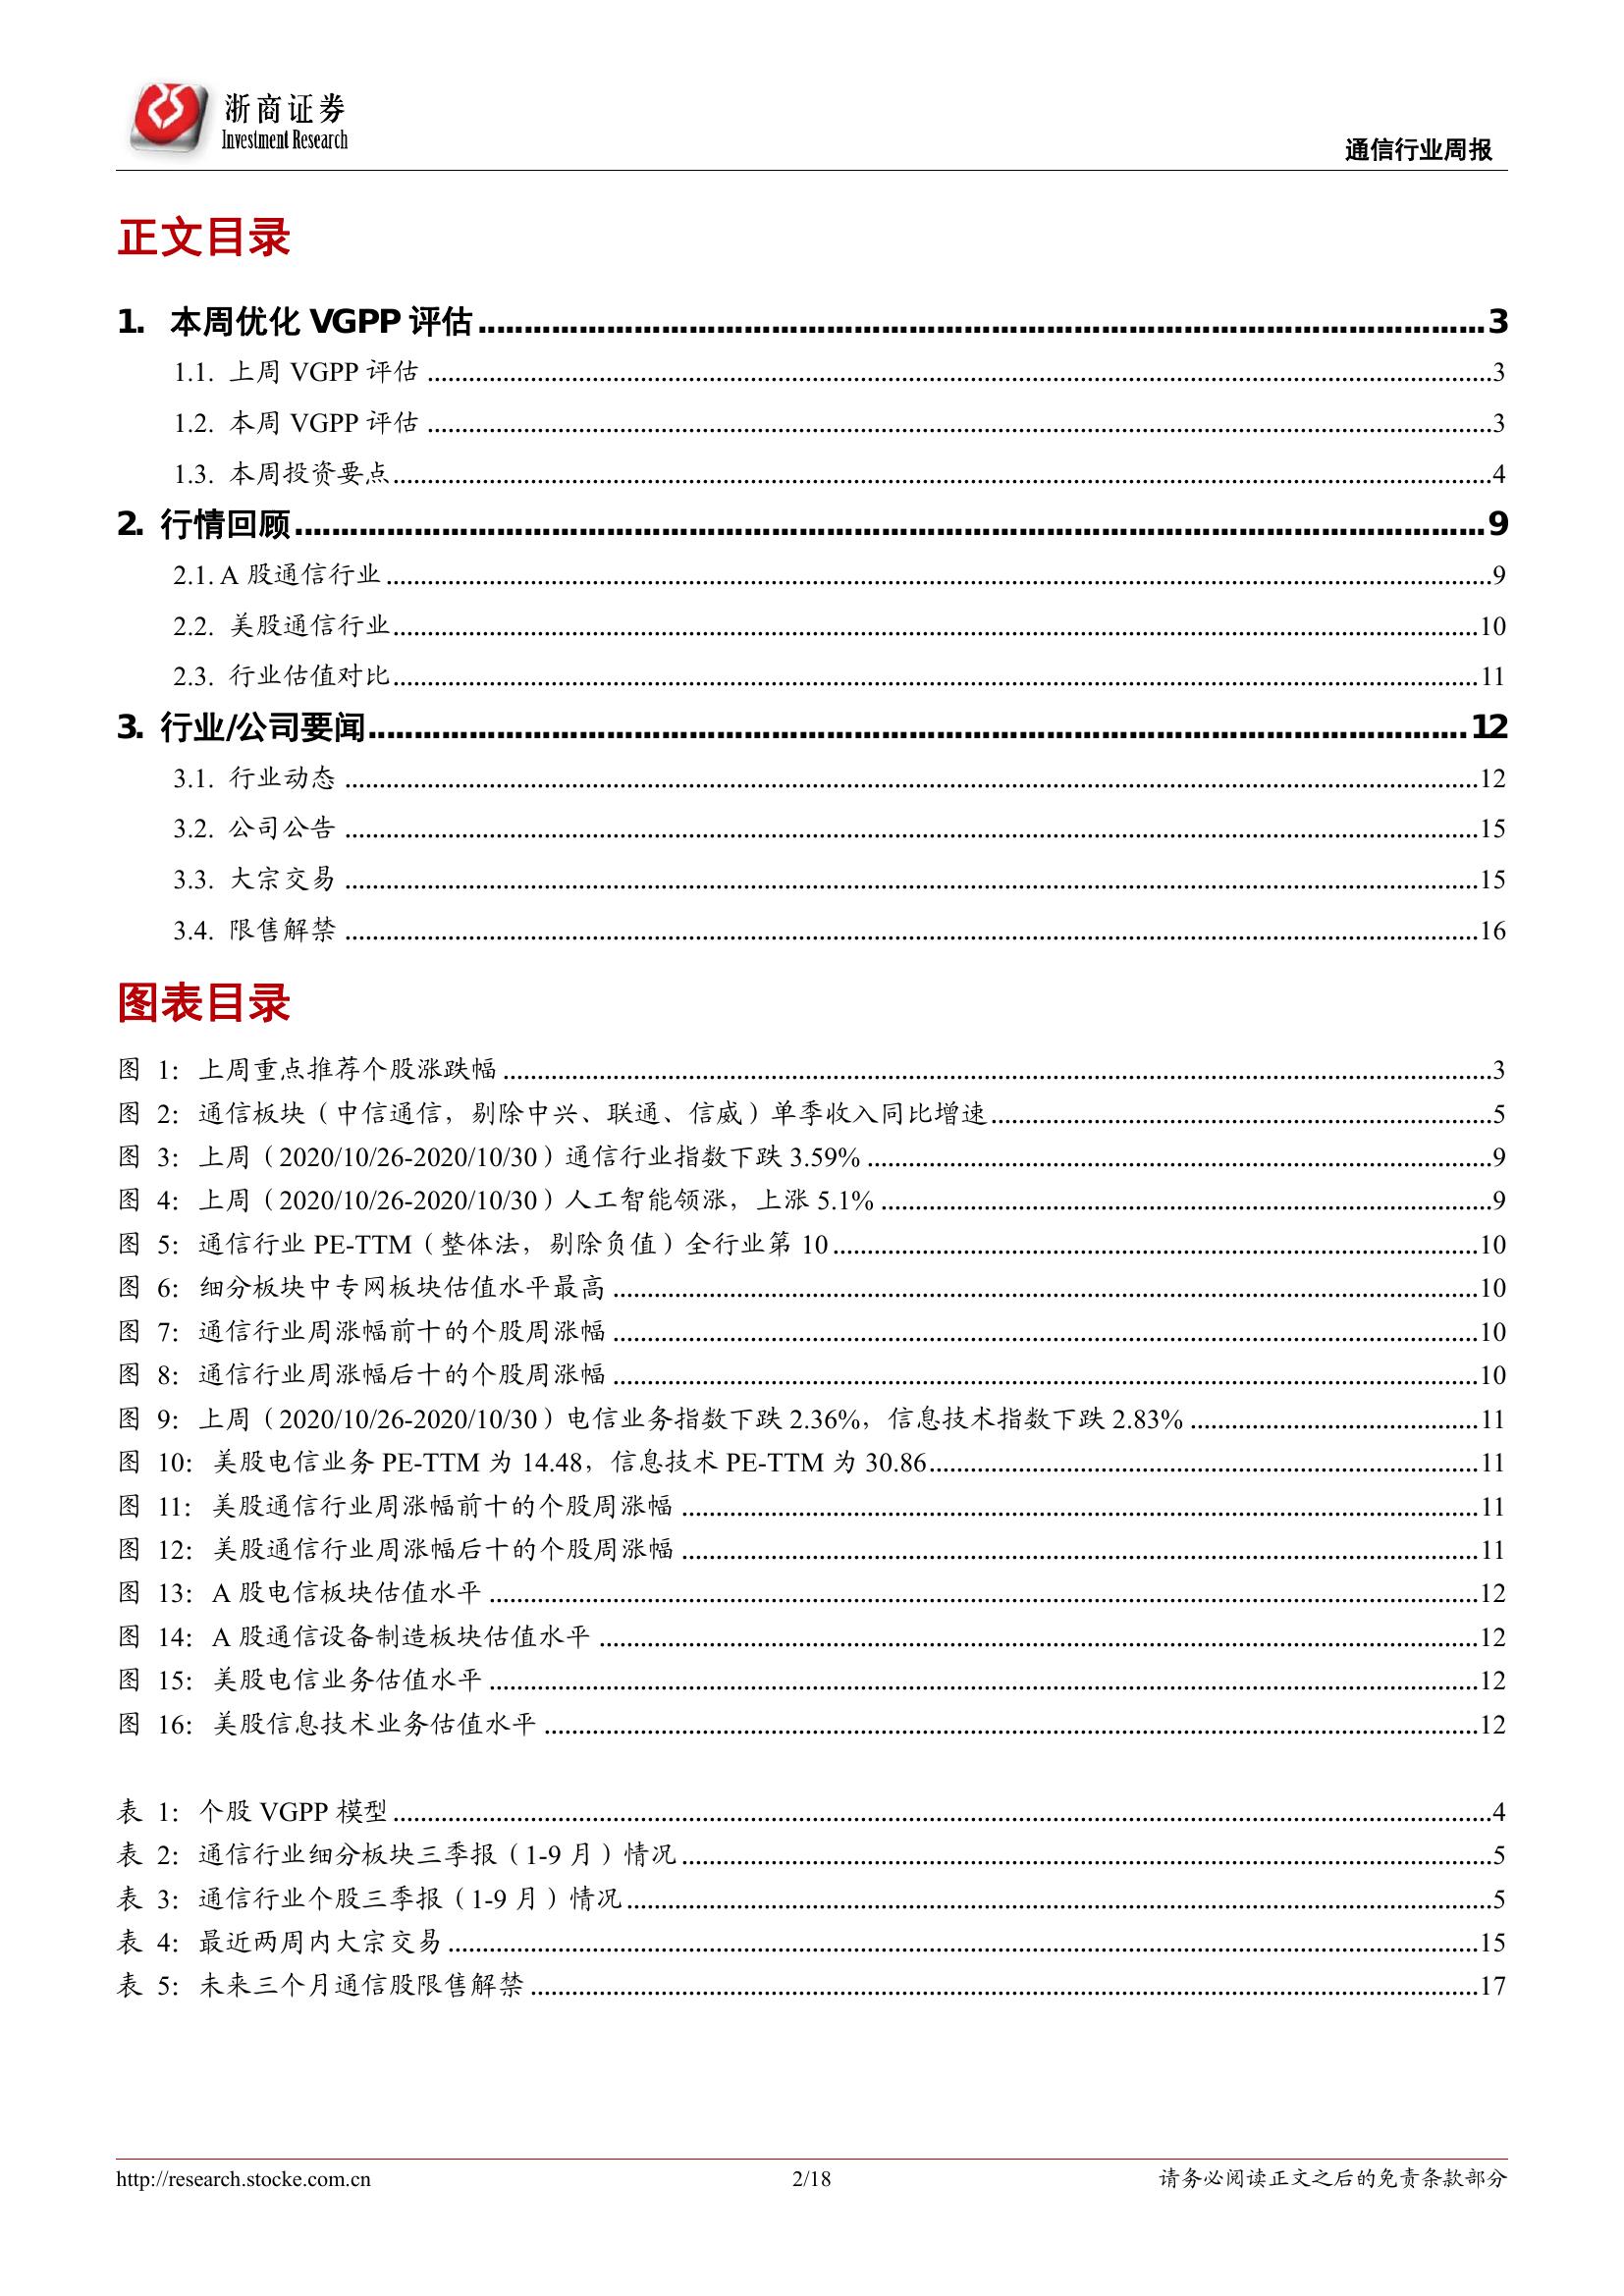 浙商证券
Investment Research
通信行业周报
正文目录
1. 本周优化 VGPP 评估 3
1.1. 上周 VGPP 评估 3
1.2. 本周 VGPP 评估 3
1.3. 本周投资要点 4
2. 行情回顾 9
2.1. A 股通信行业 9
2.2. 美股通信行业 10
2.3. 行业估值对比 11
3. 行业/公司要闻 12
3.1. 行业动态 12
3.2. 公司公告 15
3.3. 大宗交易 15
3.4. 限售解禁 16
图表目录
图 1：上周重点推荐个股涨跌幅 3
图 2：通信板块（中信通信，剔除中兴、联通、信威）单季收入同比增速 5
图 3：上周（2020/10/26-2020/10/30）通信行业指数下跌 3.59% 9
图 4：上周（2020/10/26-2020/10/30）人工智能领涨，上涨 5.1% 9
图 5：通信行业 PE-TTM（整体法，剔除负值）全行业第 10 10
图 6：细分板块中专网板块估值水平最高 10
图 7：通信行业周涨幅前十的个股周涨幅 10
图 8：通信行业周涨幅后十的个股周涨幅 10
图 9：上周（2020/10/26-2020/10/30）电信业务指数下跌 2.36%，信息技术指数下跌 2.83% 11
图 10：美股电信业务 PE-TTM 为 14.48，信息技术 PE-TTM 为 30.86 11
图 11：美股通信行业周涨幅前十的个股周涨幅 11
图 12：美股通信行业周涨幅后十的个股周涨幅 11
图 13：A 股电信板块估值水平 12
图 14：A 股通信设备制造板块估值水平 12
图 15：美股电信业务估值水平 12
图 16：美股信息技术业务估值水平 12
表 1：个股 VGPP 模型 4
表 2：通信行业细分板块三季报（1-9 月）情况 5
表 3：通信行业个股三季报（1-9 月）情况 5
表 4：最近两周内大宗交易 15
表 5：未来三个月通信股限售解禁 17
http://research.stocke.com.cn
2/18
请务必阅读正文之后的免责条款部分